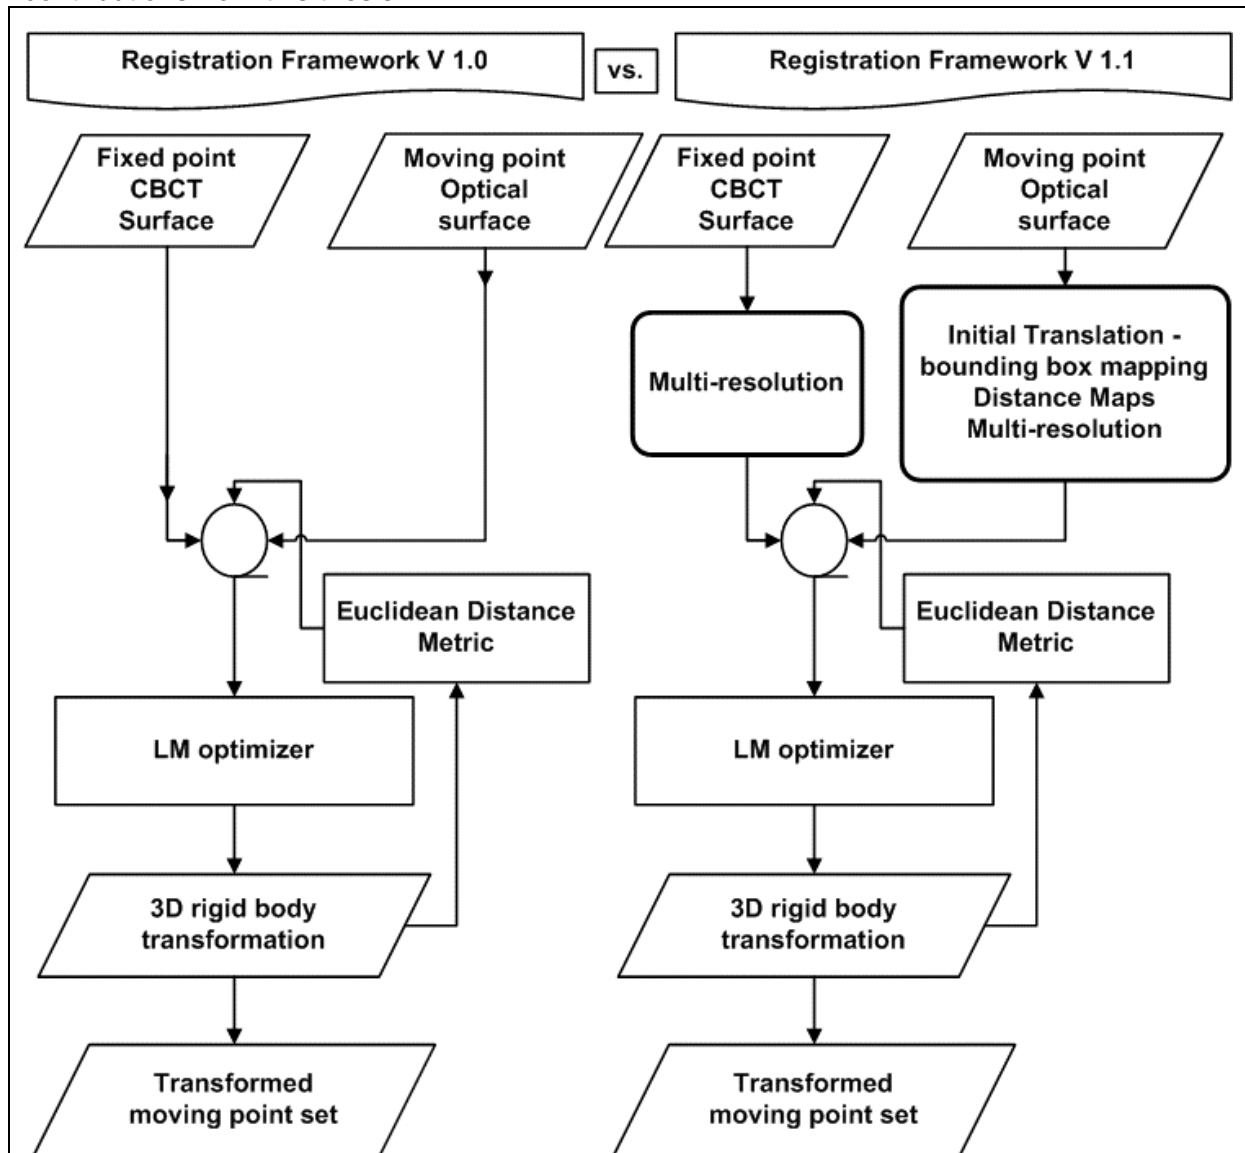 Registration Framework V 1.0
vs.
Registration Framework V 1.1
Fixed point
CBCT
Surface
Moving point
Optical
surface
Fixed point
CBCT
Surface
Moving point
Optical
surface
Multi-resolution
Initial Translation -
bounding box mapping
Distance Maps
Multi-resolution
Euclidean Distance
Metric
Euclidean Distance
Metric
LM optimizer
LM optimizer
3D rigid body
transformation
3D rigid body
transformation
Transformed
moving point set
Transformed
moving point set